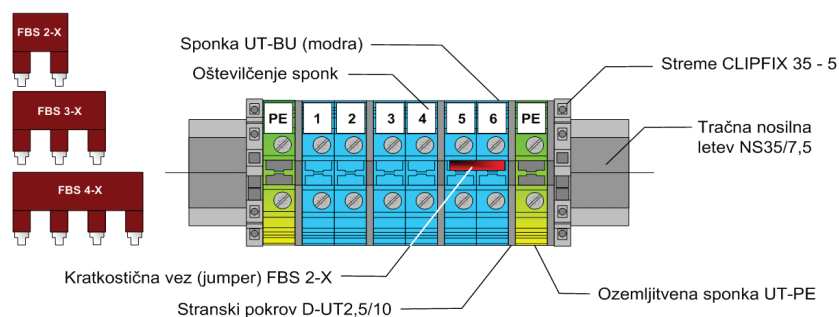 FBS 2-X
FBS 3-X
FBS 4-X
Sponka UT-BU (modra)
Oštevilčenje sponk
Streme CLIPFIX 35 - 5
Tračna nosilna
letev NS35/7,5
PE 1 2 3 4 5 6 PE
Kratkostična vez (jumper) FBS 2-X
Stranski pokrov D-UT2,5/10
Ozemljitvena sponka UT-PE